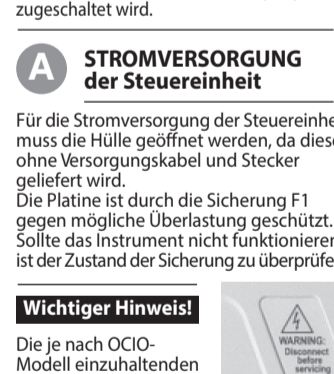 zugeschaltet wird.
A
STROMVERSORGUNG
der Steuereinheit
Für die Stromversorgung der Steuereinhe
muss die Hülle geöffnet werden, da dies
ohne Versorgungskabel und Stecker
geliefert wird.
Die Platine ist durch die Sicherung F1
gegen mögliche Überlastung geschützt.
Sollte das Instrument nicht funktioniere
ist der Zustand der Sicherung zu überprüfe
Wichtiger Hinweis!
Die je nach OCIO-
Modell einzuhaltenden
WARNING:
Disconnect
before
servicing